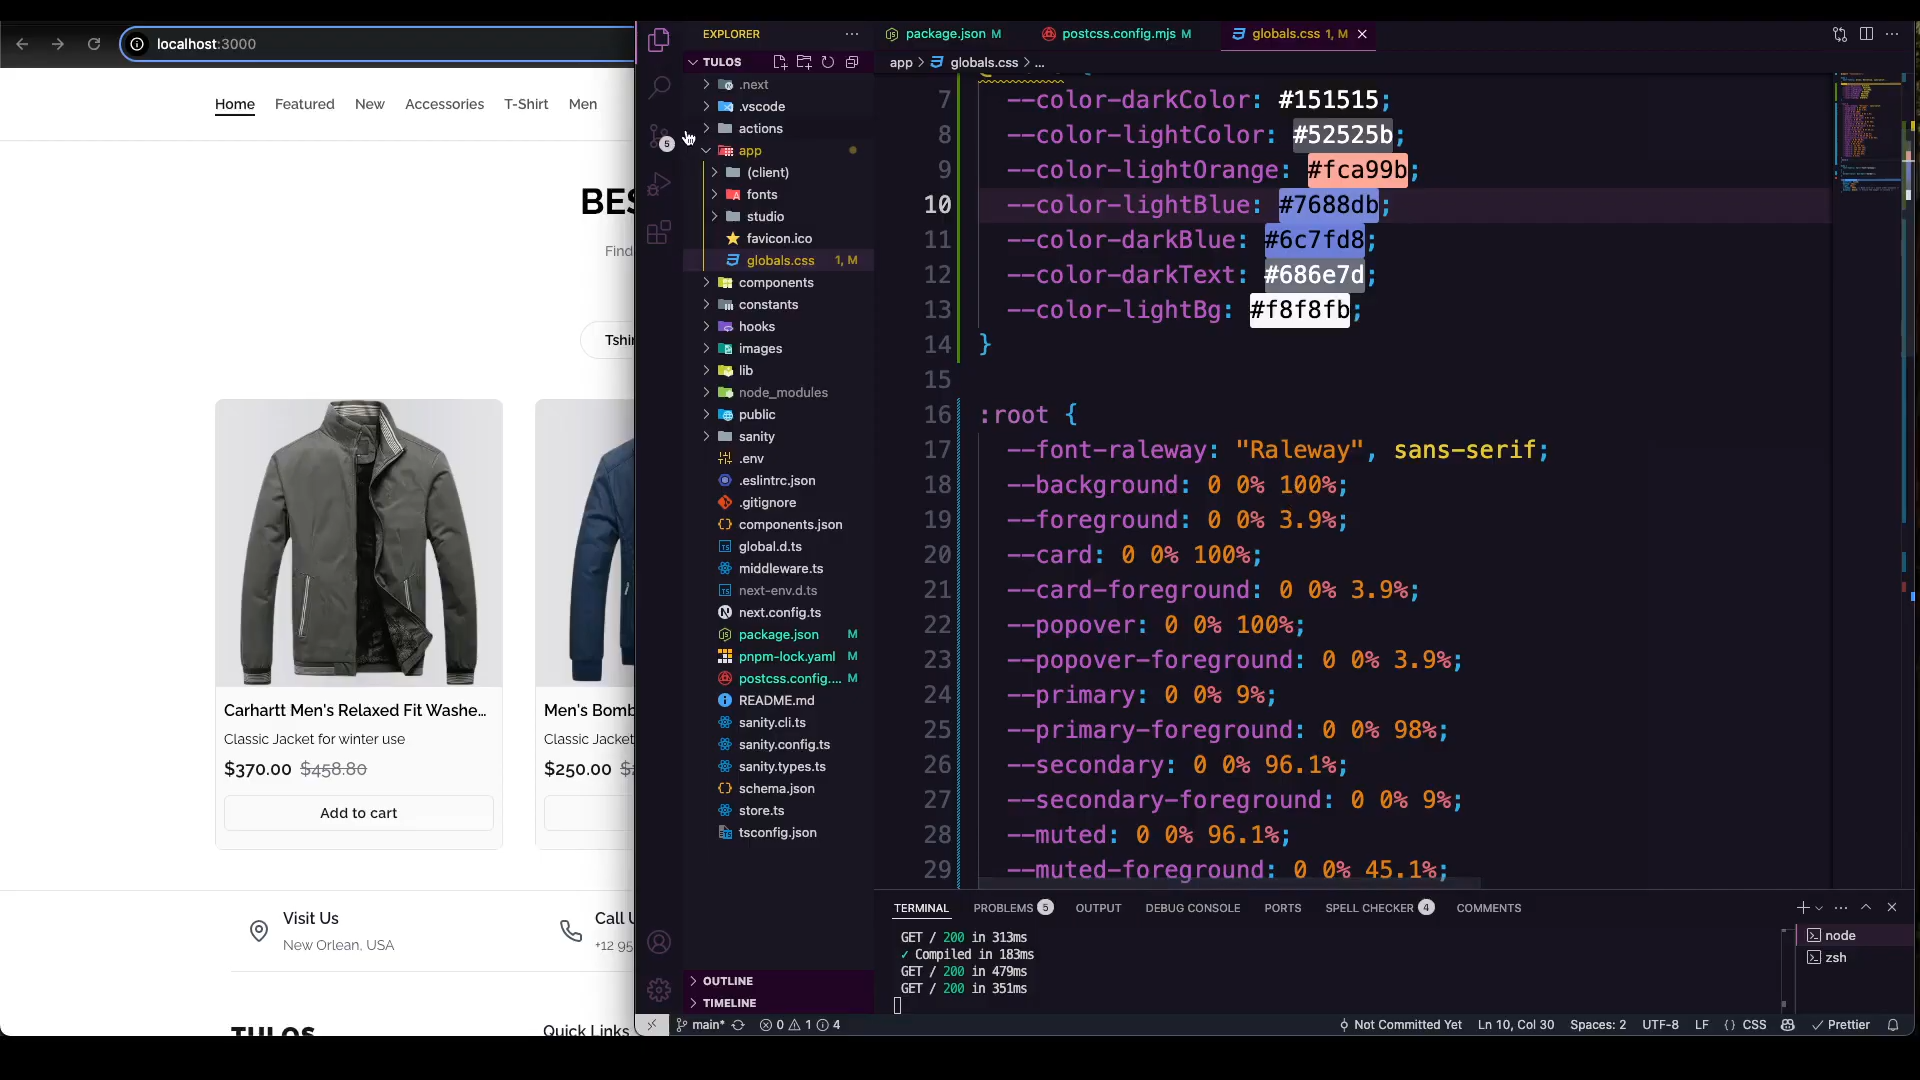 localhost:3000
Home Featured New Accessories T-Shirt Men
BES
Find
Tshi
Carhartt Men's Relaxed Fit Washe...
Classic Jacket for winter use
$370.00 $458.80
Add to cart
Men's Bomb
Classic Jacket
$250.00
Visit Us
New Orlean, USA
Call U
+12 95
TULOS
Quick Links
EXPLORER
TULOS
.next
.vscode
actions
app
(client)
fonts
studio
favicon.ico
globals.css 1, M
components
constants
hooks
images
lib
node_modules
public
sanity
.env
.eslintrc.json
.gitignore
components.json
global.d.ts
middleware.ts
next-env.d.ts
next.config.ts
package.json M
pnpm-lock.yaml M
postcss.config.... M
README.md
sanity.cli.ts
sanity.config.ts
sanity.types.ts
schema.json
store.ts
tsconfig.json
OUTLINE
TIMELINE
5
package.json M postcss.config.mjs M globals.css 1, M
app > globals.css > ...
7 --color-darkColor: #151515;
8 --color-lightColor: #52525b;
9 --color-lightOrange: #fca99b;
10 --color-lightBlue: #7688db;
11 --color-darkBlue: #6c7fd8;
12 --color-darkText: #686e7d;
13 --color-lightBg: #f8f8fb;
14 }
15
16 :root {
17 --font-raleway: "Raleway", sans-serif;
18 --background: 0 0% 100%;
19 --foreground: 0 0% 3.9%;
20 --card: 0 0% 100%;
21 --card-foreground: 0 0% 3.9%;
22 --popover: 0 0% 100%;
23 --popover-foreground: 0 0% 3.9%;
24 --primary: 0 0% 9%;
25 --primary-foreground: 0 0% 98%;
26 --secondary: 0 0% 96.1%;
27 --secondary-foreground: 0 0% 9%;
28 --muted: 0 0% 96.1%;
29 --muted-foreground: 0 0% 45.1%;
TERMINAL PROBLEMS 5 OUTPUT DEBUG CONSOLE PORTS SPELL CHECKER 4 COMMENTS
GET / 200 in 313ms
✓ Compiled in 183ms
GET / 200 in 479ms
GET / 200 in 351ms
node
zsh
main* 0 1 4 Not Committed Yet Ln 10, Col 30 Spaces: 2 UTF-8 LF {} CSS Prettier